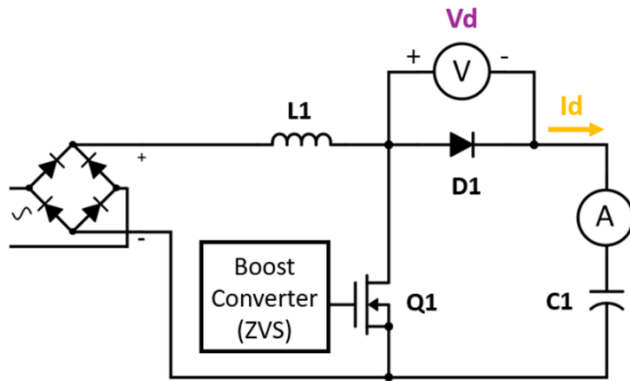 Vd
+ V -
Id
L1
+
D1
A
-
Boost
Converter
(ZVS)
Q1
C1